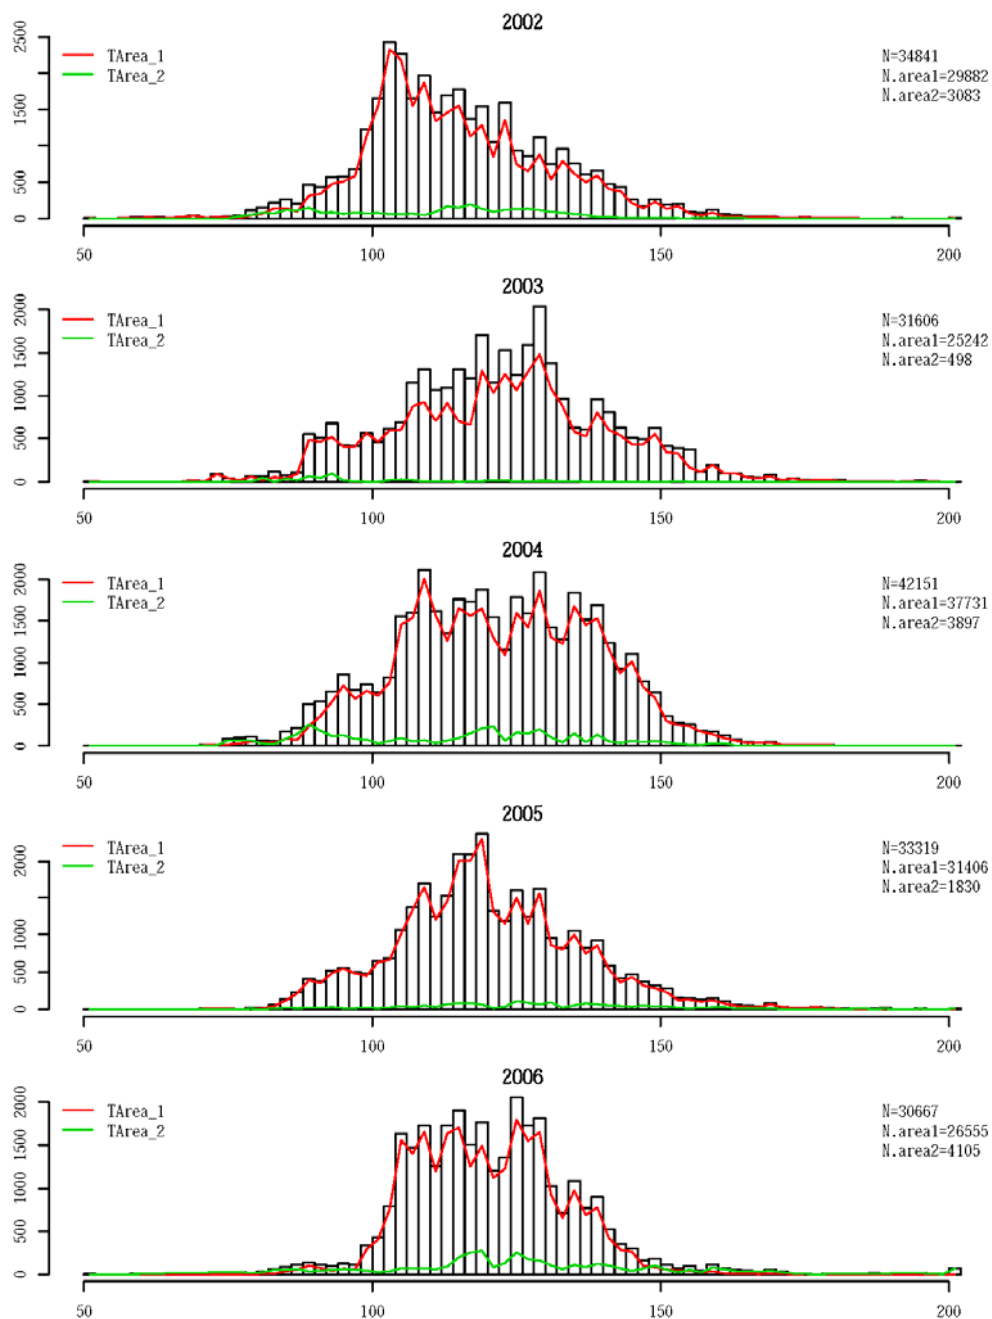 2002
TArea_1
TArea_2
N=34841
N.area1=29882
N.area2=3083
2500
1500
500
0
50 100 150 200
2003
TArea_1
TArea_2
N=31606
N.area1=25242
N.area2=498
2000
1500
1000
500
0
50 100 150 200
2004
TArea_1
TArea_2
N=42151
N.area1=37731
N.area2=3897
2000
1500
1000
500
0
50 100 150 200
2005
TArea_1
TArea_2
N=33319
N.area1=31406
N.area2=1830
2000
1000
500
0
50 100 150 200
2006
TArea_1
TArea_2
N=30667
N.area1=26555
N.area2=4105
2000
1500
1000
500
0
50 100 150 200